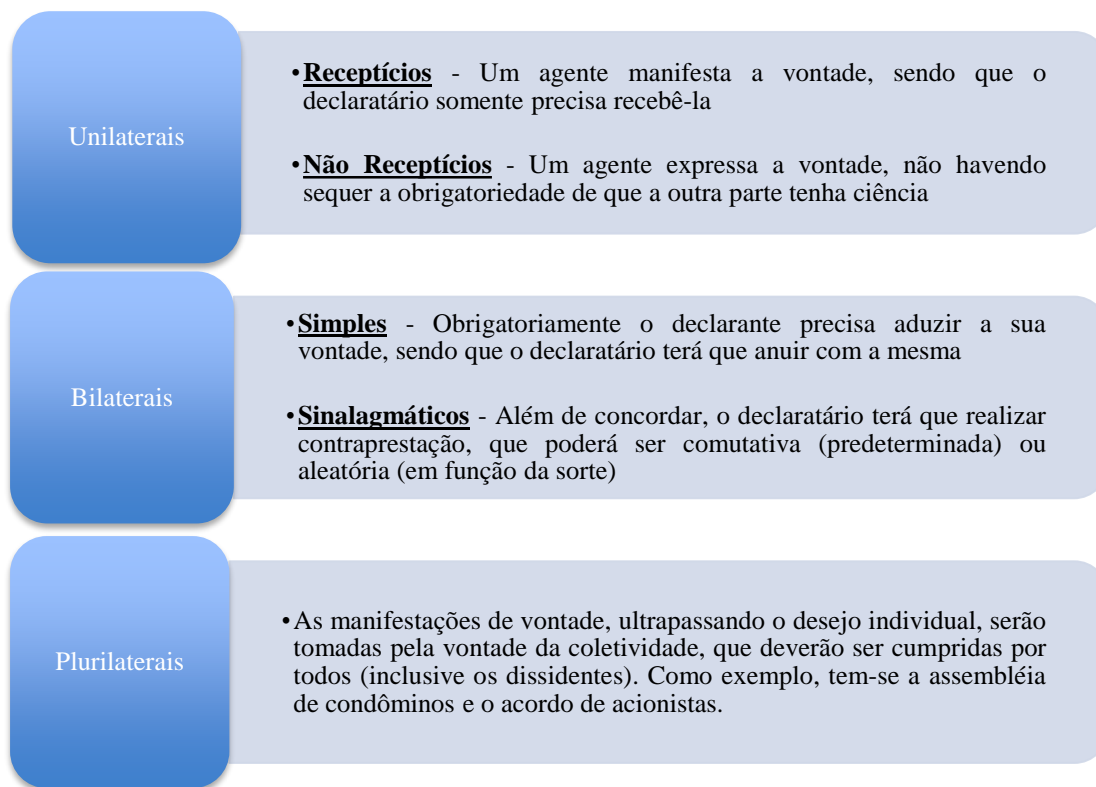 Unilaterais
•Receptícios - Um agente manifesta a vontade, sendo que o
declaratário somente precisa recebê-la
•Não Receptícios - Um agente expressa a vontade, não havendo
sequer a obrigatoriedade de que a outra parte tenha ciência
Bilaterais
•Simples - Obrigatoriamente o declarante precisa aduzir a sua
vontade, sendo que o declaratário terá que anuir com a mesma
•Sinalagmáticos - Além de concordar, o declaratário terá que realizar
contraprestação, que poderá ser comutativa (predeterminada) ou
aleatória (em função da sorte)
Plurilaterais
•As manifestações de vontade, ultrapassando o desejo individual, serão
tomadas pela vontade da coletividade, que deverão ser cumpridas por
todos (inclusive os dissidentes). Como exemplo, tem-se a assembléia
de condôminos e o acordo de acionistas.